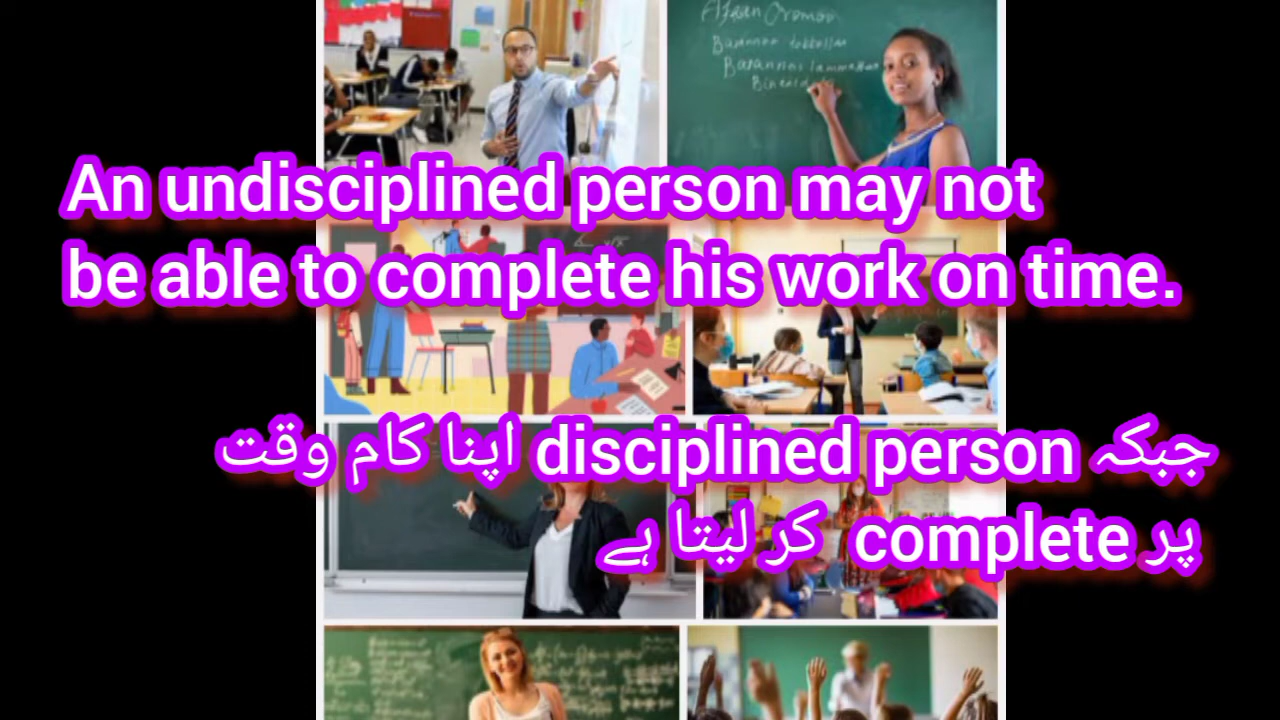 An undisciplined person may not
be able to complete his work on time.
جبکہ disciplined person اپنا کام وقت
پر complete کر لیتا ہے